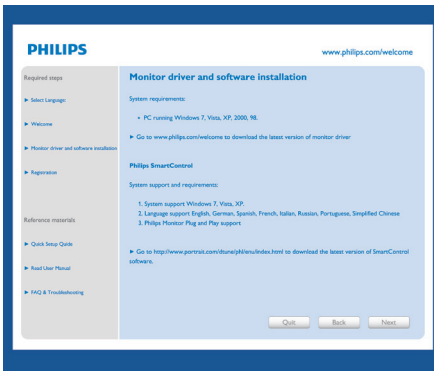 PHILIPS
www.philips.com/welcome
Required steps
► Select Language:
► Welcome
► Monitor driver and software installation
► Registration
Reference materials
► Quick Setup Quide
► Read User Manual
► FAQ & Troubleshooting
Monitor driver and software installation
System requirements:
• PC running Windows 7, Vista, XP, 2000, 98.
► Go to www.philips.com/welcome to download the latest version of monitor driver
Philips SmartControl
System support and requirements:
1. System support Windows 7, Vista, XP.
2. Language support English, German, Spanish, French, Italian, Russian, Portuguese, Simplified Chinese
3. Philips Monitor Plug and Play support
► Go to http://www.portrait.com/dtune/phl/enu/index.html to download the latest version of SmartControl
software.
Quit Back Next